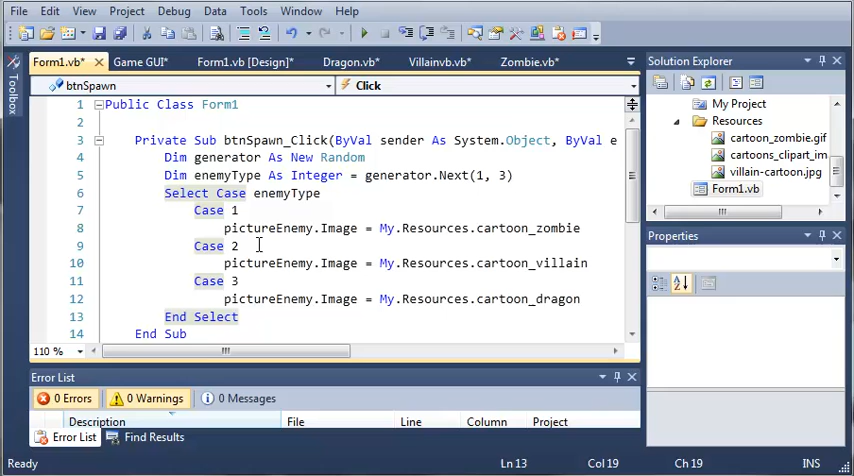 File Edit View Project Debug Data Tools Window Help
Form1.vb* Game GUI* Form1.vb [Design]* Dragon.vb* Villainvb.vb* Zombie.vb*
btnSpawn Click
1 Public Class Form1
2
3 Private Sub btnSpawn_Click(ByVal sender As System.Object, ByVal e
4 Dim generator As New Random
5 Dim enemyType As Integer = generator.Next(1, 3)
6 Select Case enemyType
7 Case 1
8 pictureEnemy.Image = My.Resources.cartoon_zombie
9 Case 2
10 pictureEnemy.Image = My.Resources.cartoon_villain
11 Case 3
12 pictureEnemy.Image = My.Resources.cartoon_dragon
13 End Select
14 End Sub
110 %
Toolbox
Solution Explorer
My Project
Resources
cartoon_zombie.gif
cartoons_clipart_im
villain-cartoon.jpg
Form1.vb
Properties
Error List
0 Errors 0 Warnings 0 Messages
Description File Line Column Project
Error List Find Results
Ready Ln 13 Col 19 Ch 19 INS